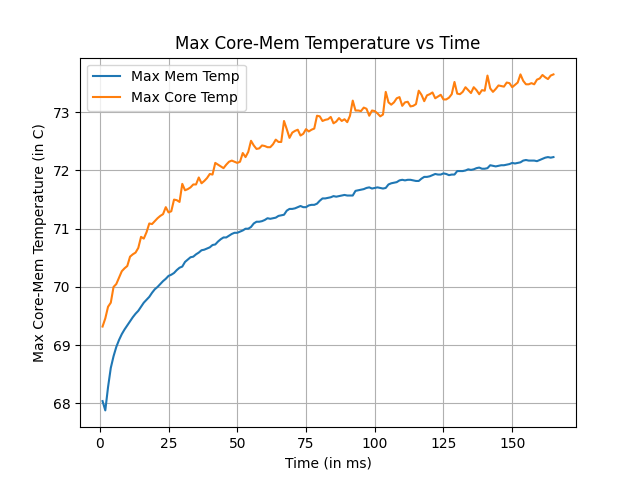 Max Core-Mem Temperature vs Time
Max Mem Temp
Max Core Temp
Max Core-Mem Temperature (in C)
73
72
71
70
69
68
0 25 50 75 100 125 150
Time (in ms)